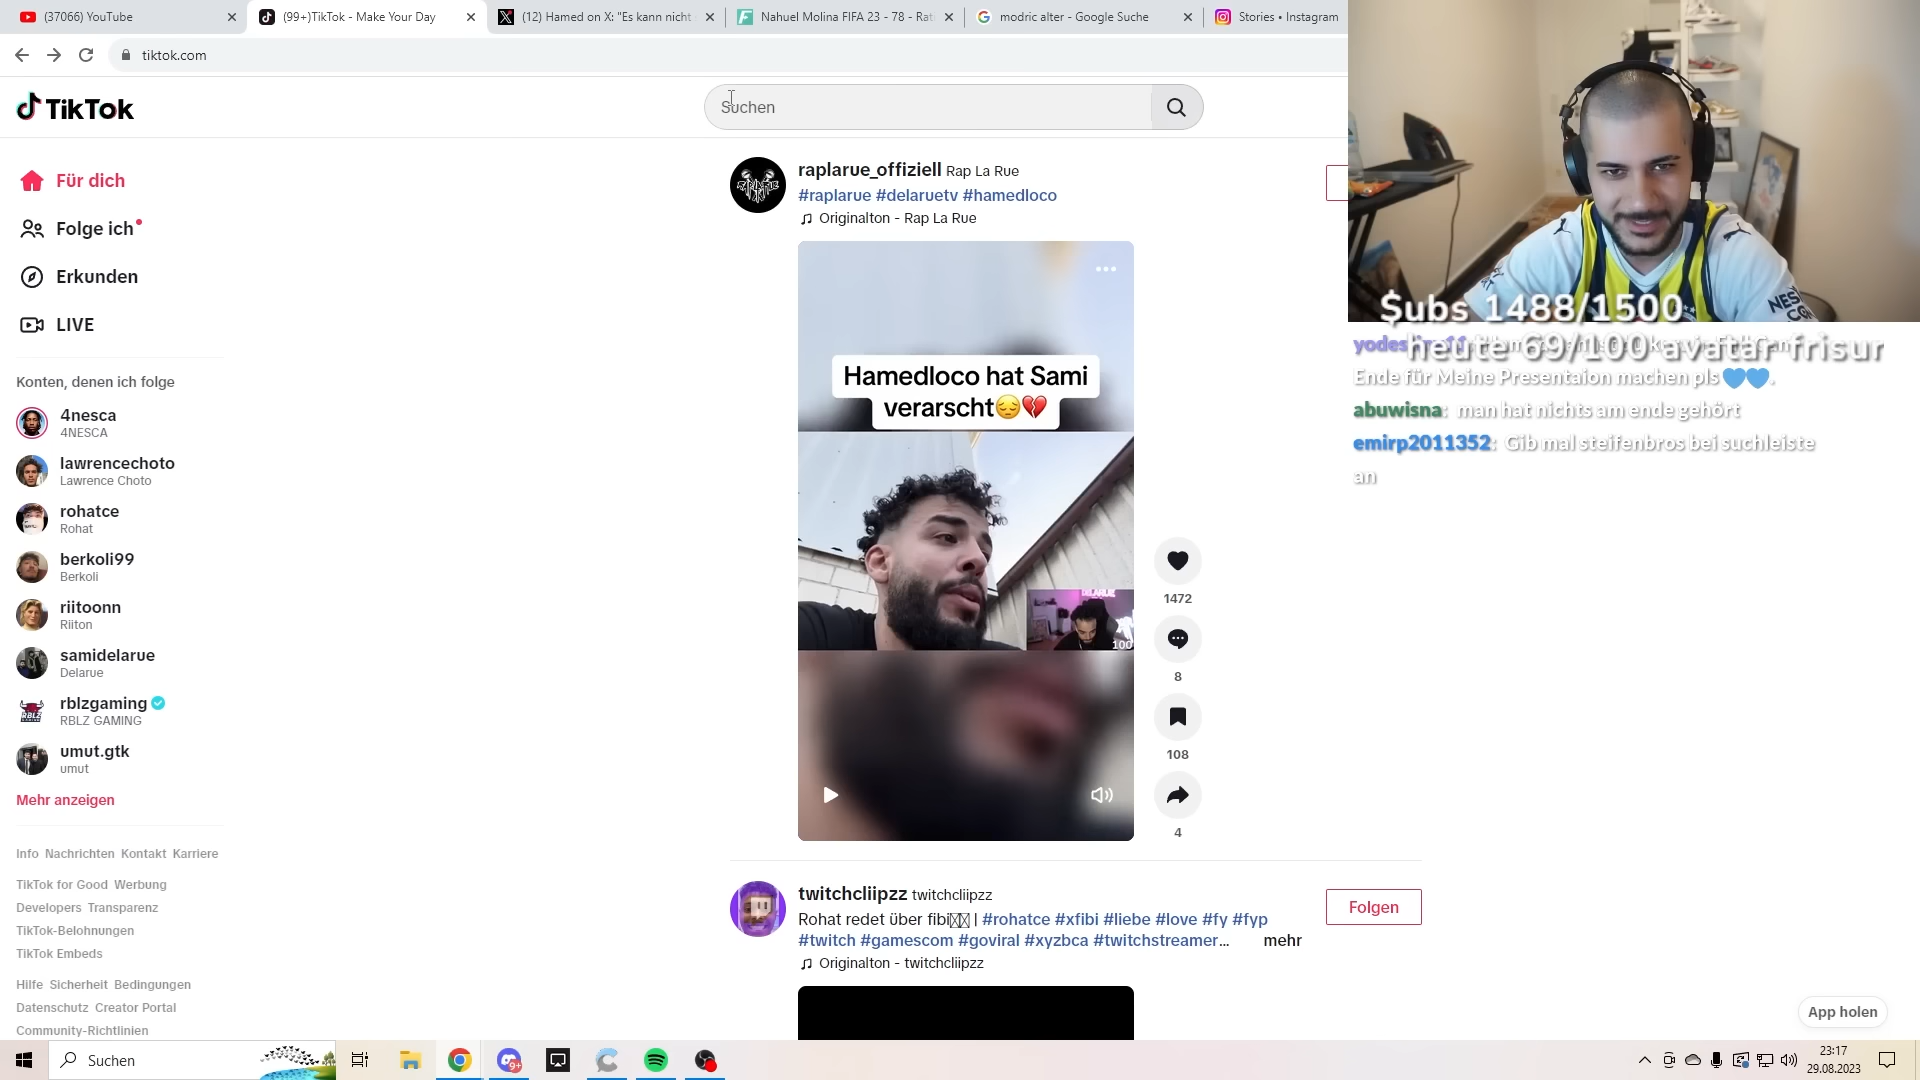 (37066) YouTube
(99+)TikTok - Make Your Day
(12) Hamed on X: "Es kann nicht
Nahuel Molina FIFA 23 - 78 - Rat
modric alter - Google Suche
Stories • Instagram
tiktok.com
TikTok
Suchen
Für dich
Folge ich
Erkunden
LIVE
Konten, denen ich folge
4nesca
4NESCA
lawrencechoto
Lawrence Choto
rohatce
Rohat
berkoli99
Berkoli
riitoonn
Riiton
samidelarue
Delarue
rblzgaming
RBLZ GAMING
umut.gtk
umut
Mehr anzeigen
Info Nachrichten Kontakt Karriere
TikTok for Good Werbung
Developers Transparenz
TikTok-Belohnungen
TikTok Embeds
Hilfe Sicherheit Bedingungen
Datenschutz Creator Portal
Community-Richtlinien
raplarue_offiziell Rap La Rue
#raplarue #delaruetv #hamedloco
Originalton - Rap La Rue
Hamedloco hat Sami
verarscht😔💔
100
1472
8
108
4
twitchcliipzz twitchcliipzz
Rohat redet über fibi | #rohatce #xfibi #liebe #love #fy #fyp
#twitch #gamescom #goviral #xyzbca #twitchstreamer... mehr
Originalton - twitchcliipzz
Folgen
$ubs 1488/1500
heute 69/100 avatar frisur
Ende für Meine Presentaion machen pls💙💙.
abuwisna: man hat nichts am ende gehört
emirp2011352: Gib mal steifenbros bei suchleiste
an
App holen
Suchen
23:17
29.08.2023